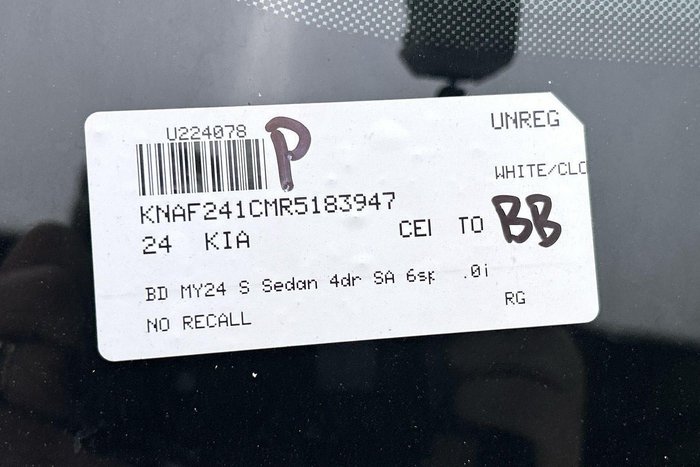 U224078 P UNREG
WHITE/CLO
KNAF241CMR5183947
24 KIA CE TO BB
BD MY24 S Sedan 4dr SA 6sp .0i
NO RECALL RG